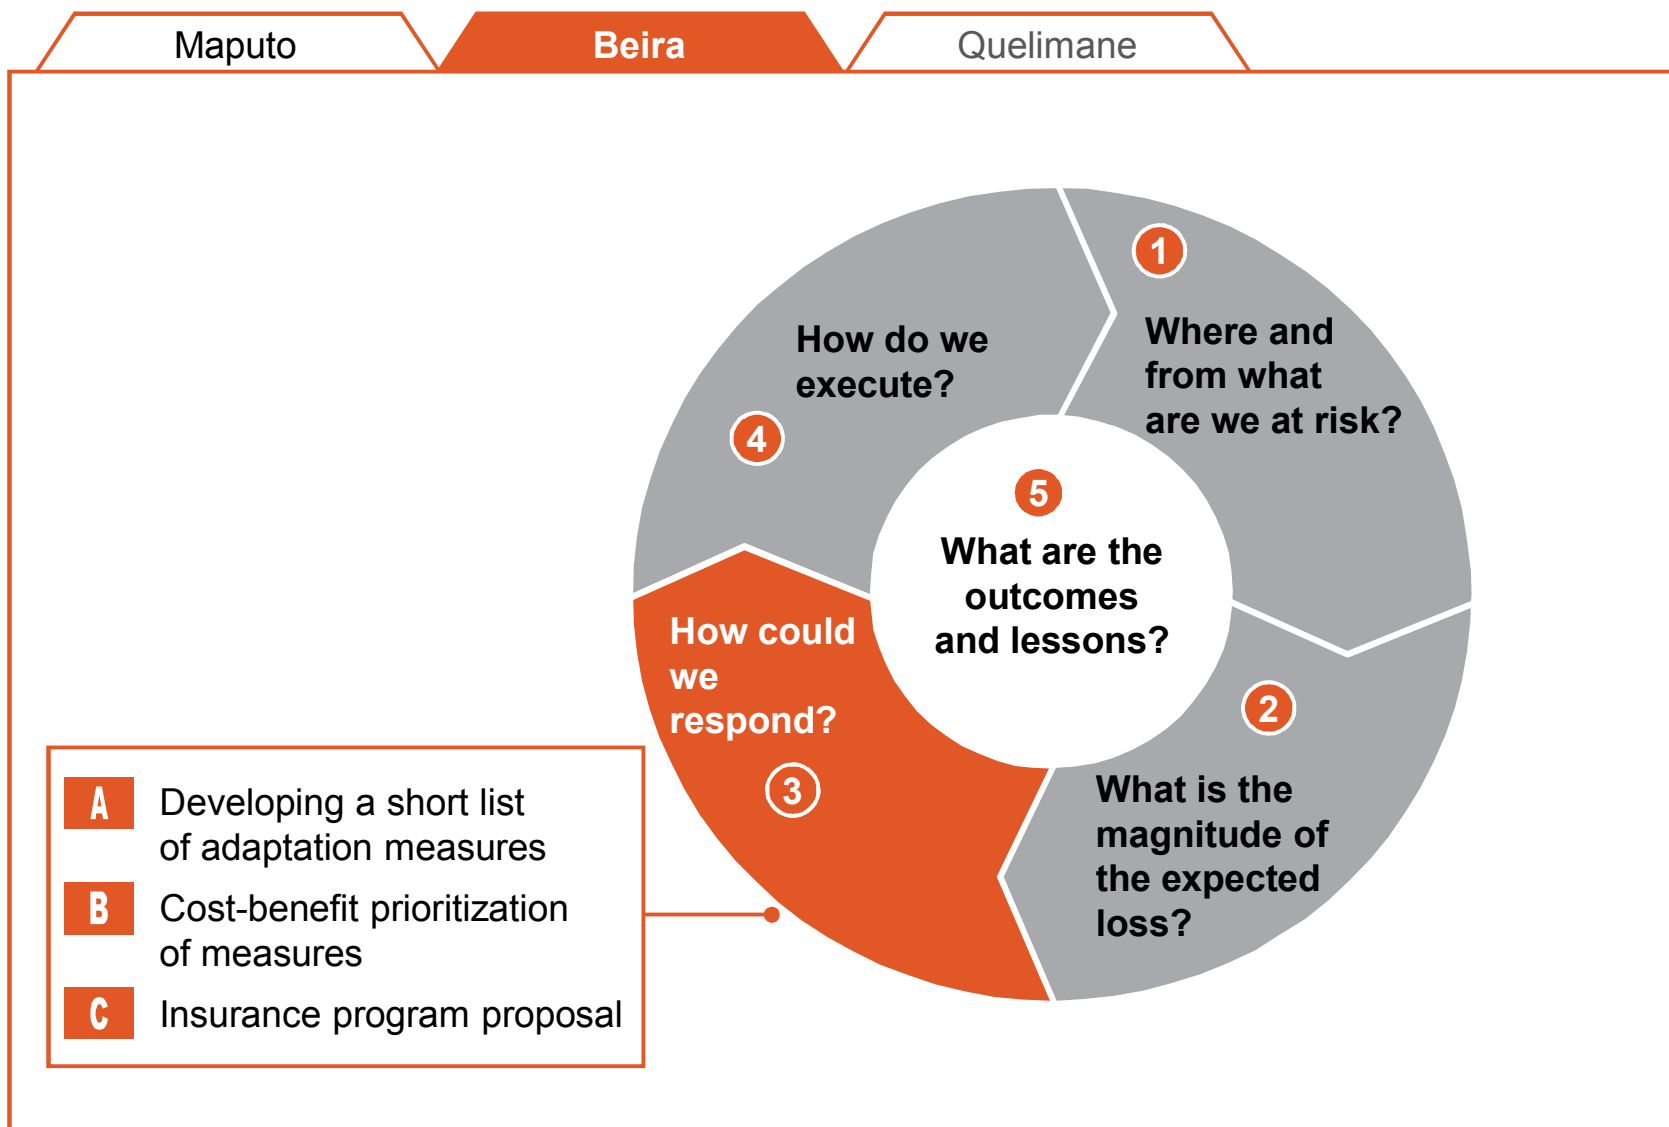 Maputo
Beira
Quelimane
1
Where and
from what
are we at risk?
2
What is the
magnitude of
the expected
loss?
How could
we
respond?
3
How do we
execute?
4
5
What are the
outcomes
and lessons?
A Developing a short list
of adaptation measures
B Cost-benefit prioritization
of measures
C Insurance program proposal